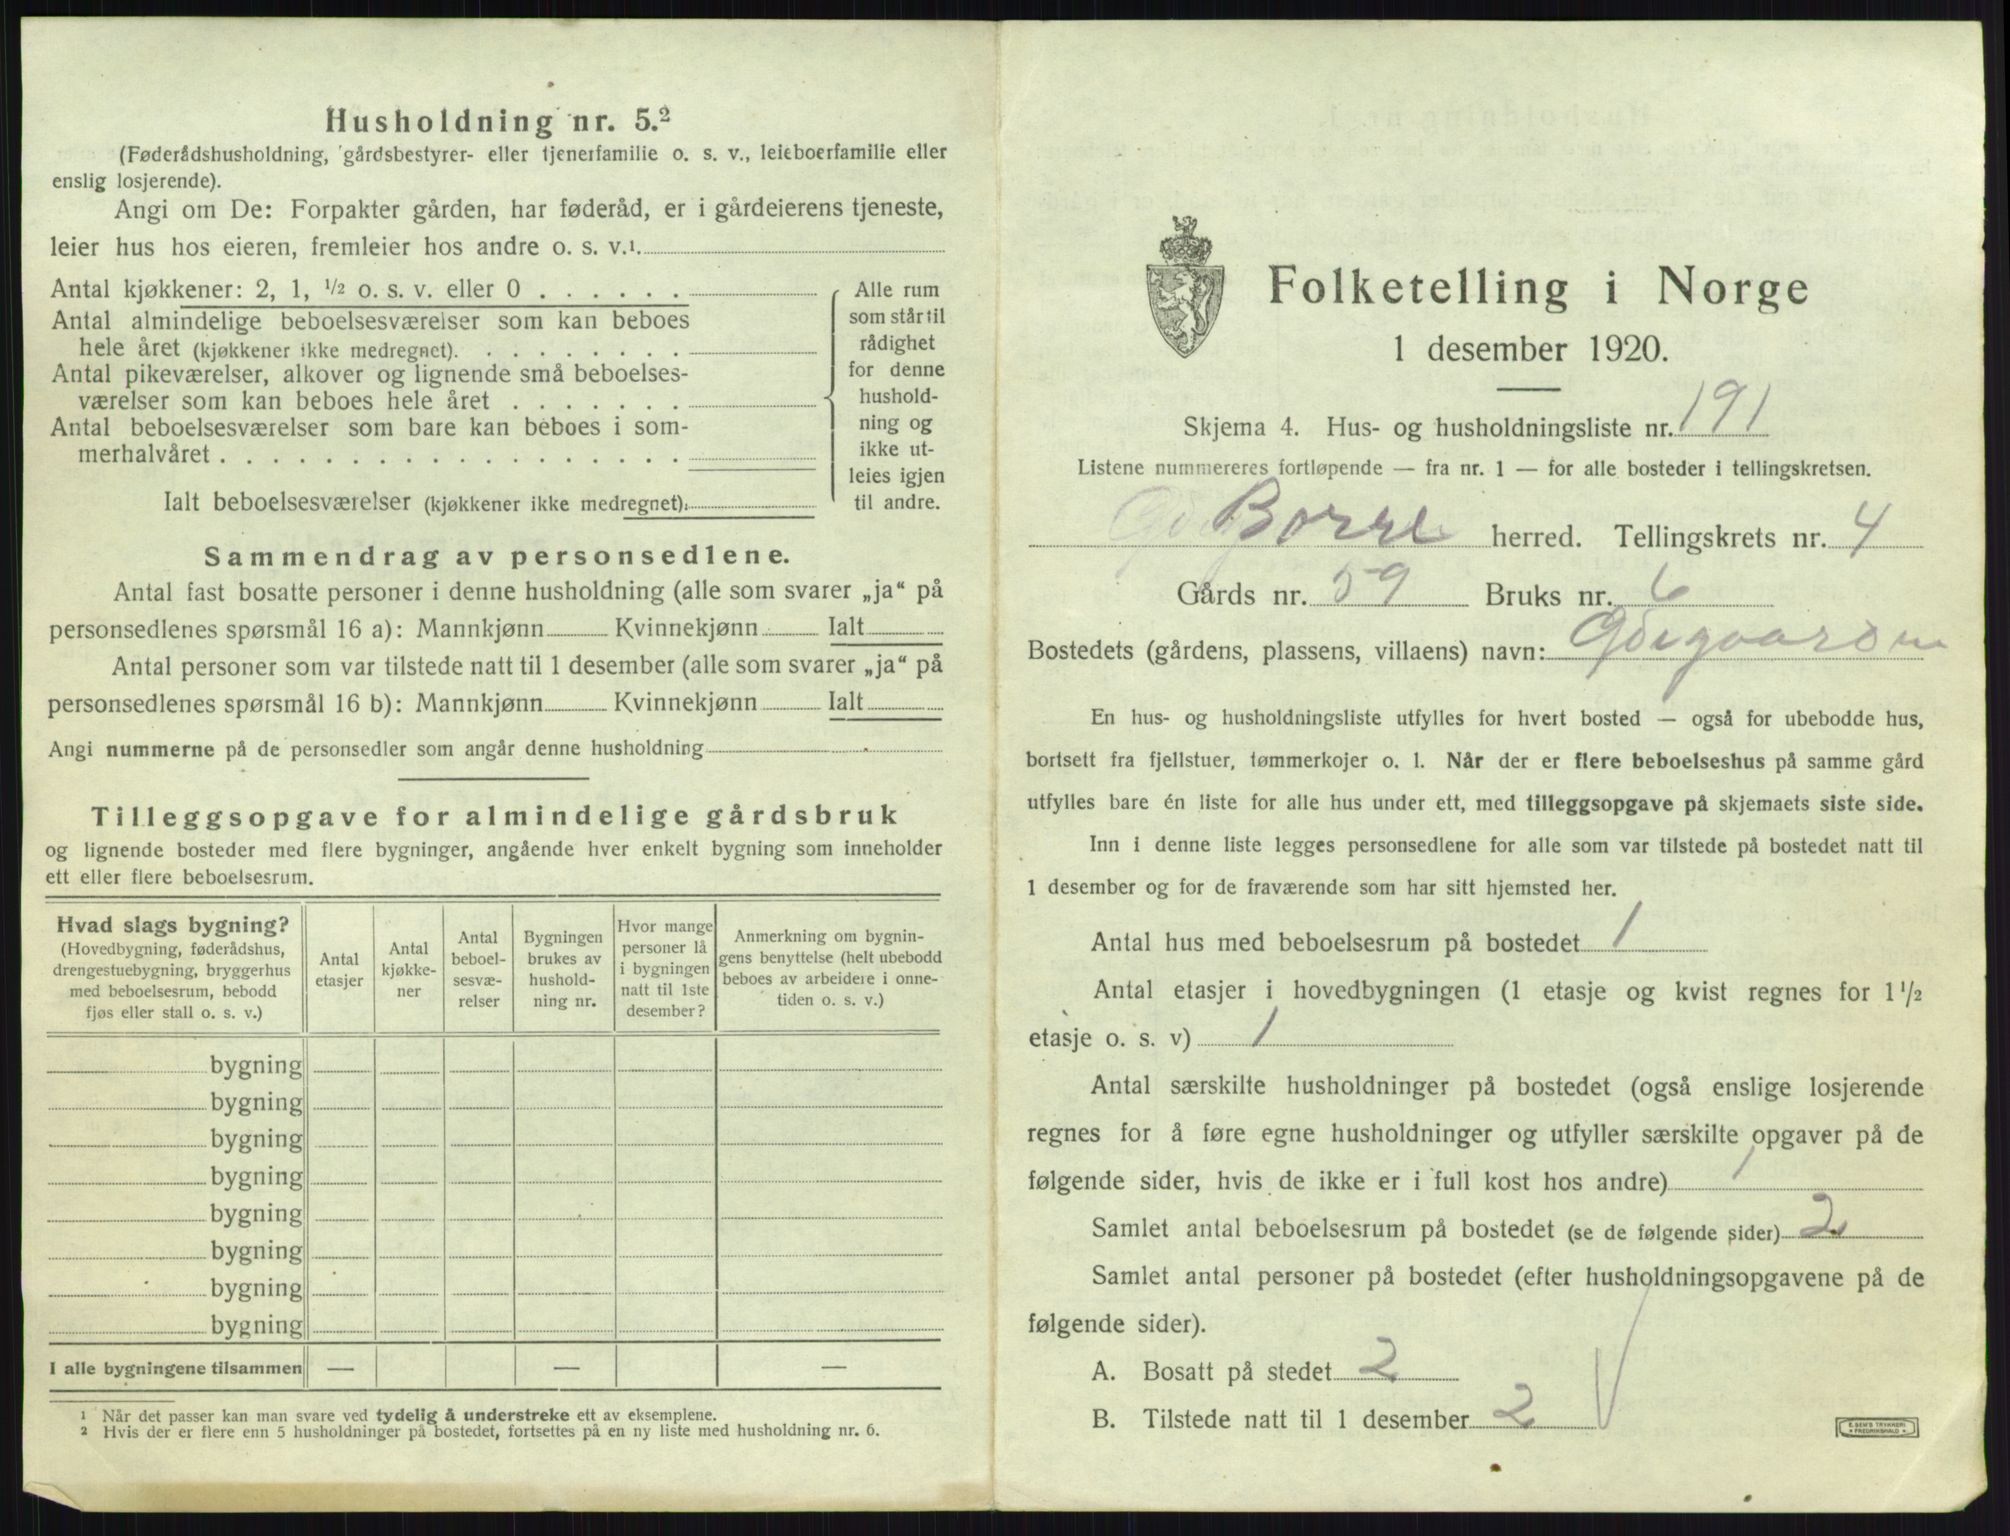 Husholdning nr. 5.²
(Føderådshusholdning, gårdsbestyrer- eller tjenerfamilie o. s. v., leieboerfamilie eller
enslig losjerende).
Angi om De: Forpakter gården, har føderåd, er i gårdeierens tjeneste,
leier hus hos eieren, fremleier hos andre o. s. v.¹.
Antal kjøkkener: 2, 1, ½ o. s. v. eller 0 . . . . . .
Antal almindelige beboelsesværelser som kan beboes
hele året (kjøkkener ikke medregnet). . . . . . . . .
Antal pikeværelser, alkover og lignende små beboelses-
værelser som kan beboes hele året . . . . . . .
Antal beboelsesværelser som bare kan beboes i som-
merhalvåret . . . . . . . . . . . . . . . . . .
Ialt beboelsesværelser (kjøkkener ikke medregnet):
Alle rum
som står til
rådighet
for denne
hushold-
ning og
ikke ut-
leies igjen
til andre.
Sammendrag av personsedlene.
Antal fast bosatte personer i denne husholdning (alle som svarer „ja“ på
personsedlenes spørsmål 16 a): Mannkjønn Kvinnekjønn Ialt
Antal personer som var tilstede natt til 1 desember (alle som svarer „ja“ på
personsedlenes spørsmål 16 b): Mannkjønn Kvinnekjønn Ialt
Angi nummerne på de personsedler som angår denne husholdning
Tilleggsopgave for almindelige gårdsbruk
og lignende bosteder med flere bygninger, angående hver enkelt bygning som inneholder
ett eller flere beboelsesrum.
Hvad slags bygning?
(Hovedbygning, føderådshus,
drengestuebygning, bryggerhus
med beboelsesrum, bebodd
fjøs eller stall o. s. v.)
Antal
etasjer
Antal
kjøkke-
ner
Antal
beboel-
sesvæ-
relser
Bygningen
brukes av
hushold-
ning nr.
Hvor mange
personer lå
i bygningen
natt til 1ste
desember?
Anmerkning om bygnin-
gens benyttelse (helt ubebodd
beboes av arbeidere i onne-
tiden o. s. v.)
bygning
bygning
bygning
bygning
bygning
bygning
bygning
bygning
I alle bygningene tilsammen — — —
¹ Når det passer kan man svare ved tydelig å understreke ett av eksemplene.
² Hvis der er flere enn 5 husholdninger på bostedet, fortsettes på en ny liste med husholdning nr. 6.
Folketelling i Norge
1 desember 1920.
Skjema 4. Hus- og husholdningsliste nr. 191
Listene nummereres fortløpende — fra nr. 1 — for alle bosteder i tellingskretsen.
Borre herred. Tellingskrets nr. 4
Gårds nr. 59 Bruks nr. 6
Bostedets (gårdens, plassens, villaens) navn:
En hus- og husholdningsliste utfylles for hvert bosted — også for ubebodde hus,
bortsett fra fjellstuer, tømmerkojer o. l. Når der er flere beboelseshus på samme gård
utfylles bare én liste for alle hus under ett, med tilleggsopgave på skjemaets siste side.
Inn i denne liste legges personsedlene for alle som var tilstede på bostedet natt til
1 desember og for de fraværende som har sitt hjemsted her.
Antal hus med beboelsesrum på bostedet 1
Antal etasjer i hovedbygningen (1 etasje og kvist regnes for 1 ½
etasje o. s. v) 1
Antal særskilte husholdninger på bostedet (også enslige losjerende
regnes for å føre egne husholdninger og utfyller særskilte opgaver på de
følgende sider, hvis de ikke er i full kost hos andre) 1
Samlet antal beboelsesrum på bostedet (se de følgende sider) 2
Samlet antal personer på bostedet (efter husholdningsopgavene på de
følgende sider).
A. Bosatt på stedet 2
B. Tilstede natt til 1 desember 2
E. SEM'S TRYKKERI
FREDRIKSHALD